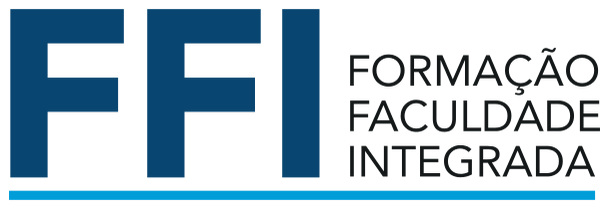 FFI
FORMAÇÃO
FACULDADE
INTEGRADA